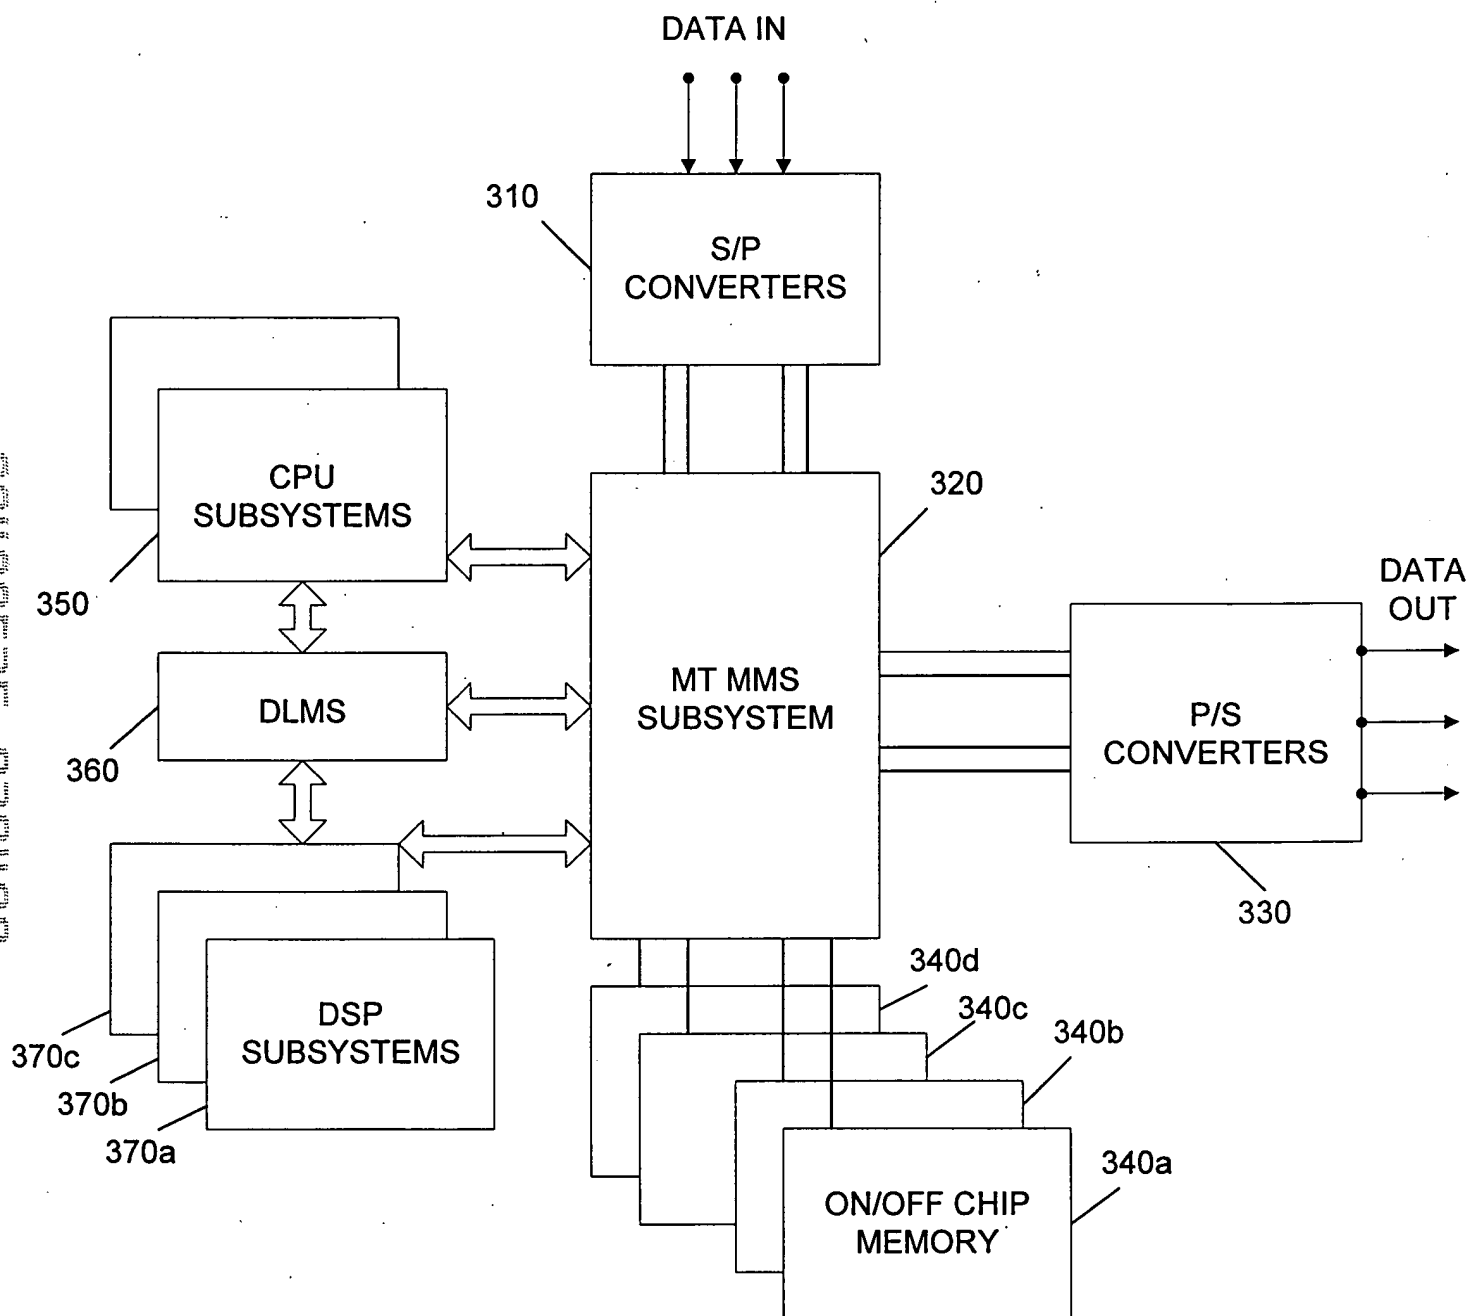 DATA IN
310
S/P
CONVERTERS
CPU
SUBSYSTEMS
350
320
DATA
OUT
DLMS
360
MT MMS
SUBSYSTEM
P/S
CONVERTERS
330
340d
340c
340b
340a
DSP
SUBSYSTEMS
370c
370b
370a
ON/OFF CHIP
MEMORY